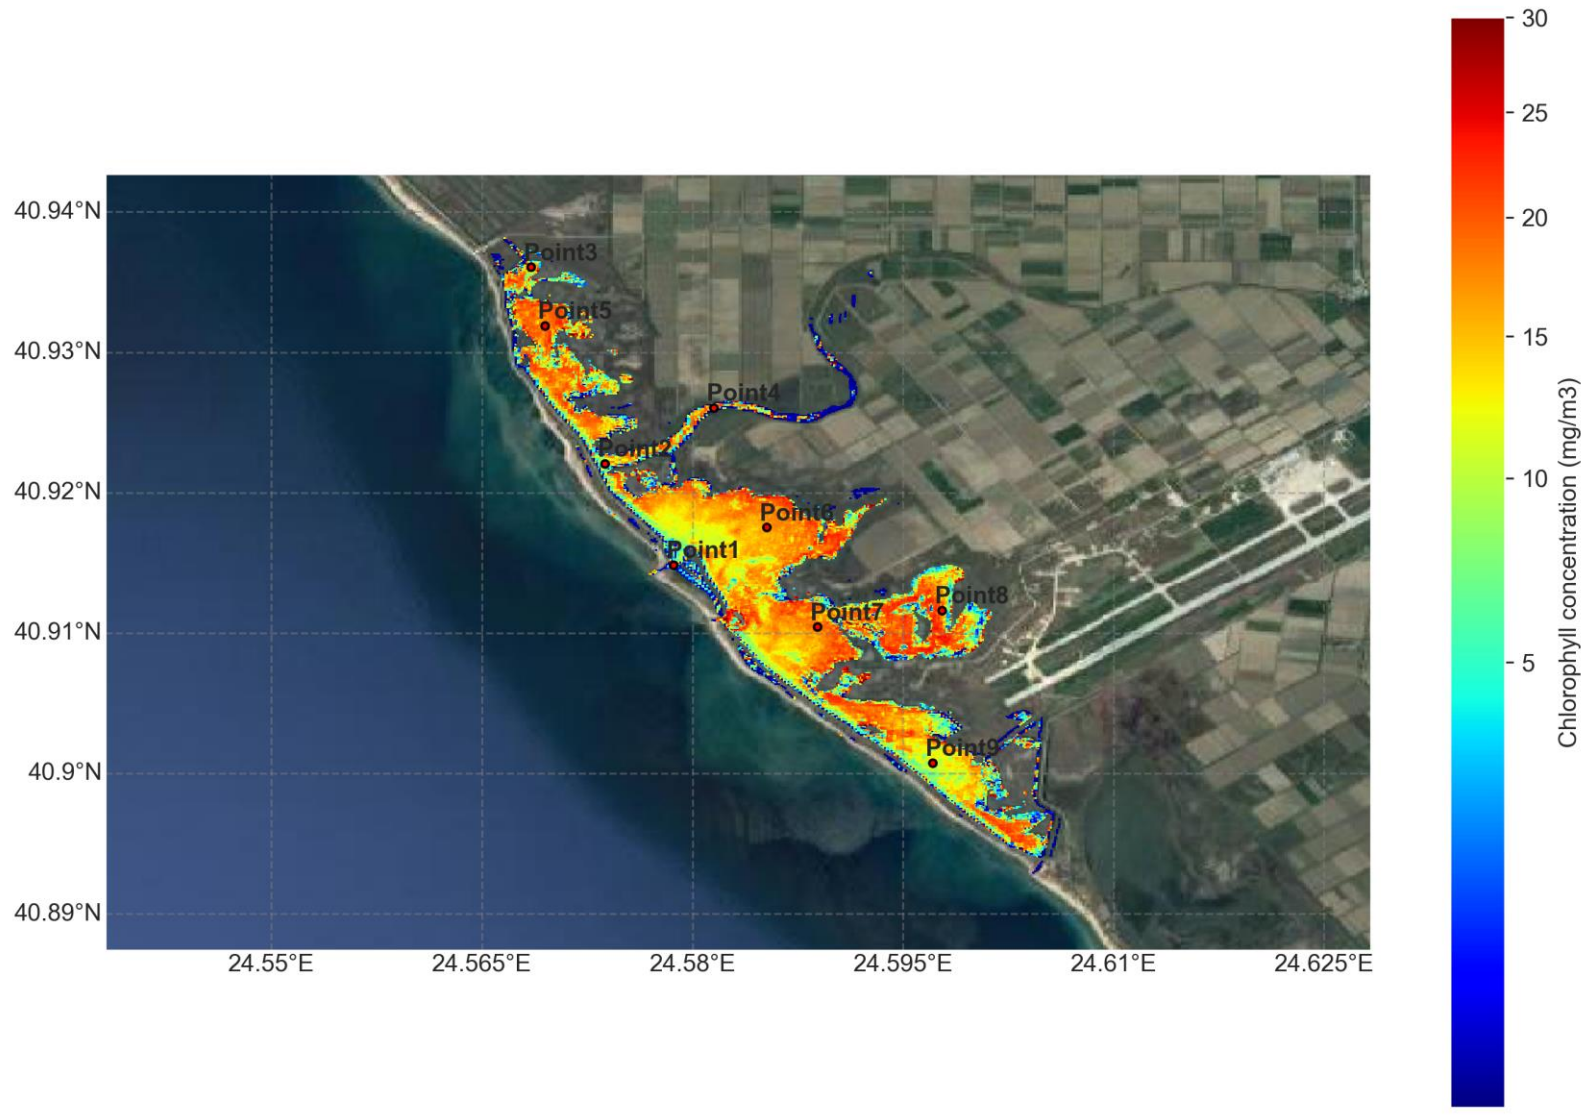 30
25
20
15
10
5
Chlorophyll concentration (mg/m3)
40.94°N
40.93°N
40.92°N
40.91°N
40.9°N
40.89°N
Point3
Point5
Point4
Point2
Point6
Point1
Point8
Point7
Point9
24.55°E
24.565°E
24.58°E
24.595°E
24.61°E
24.625°E